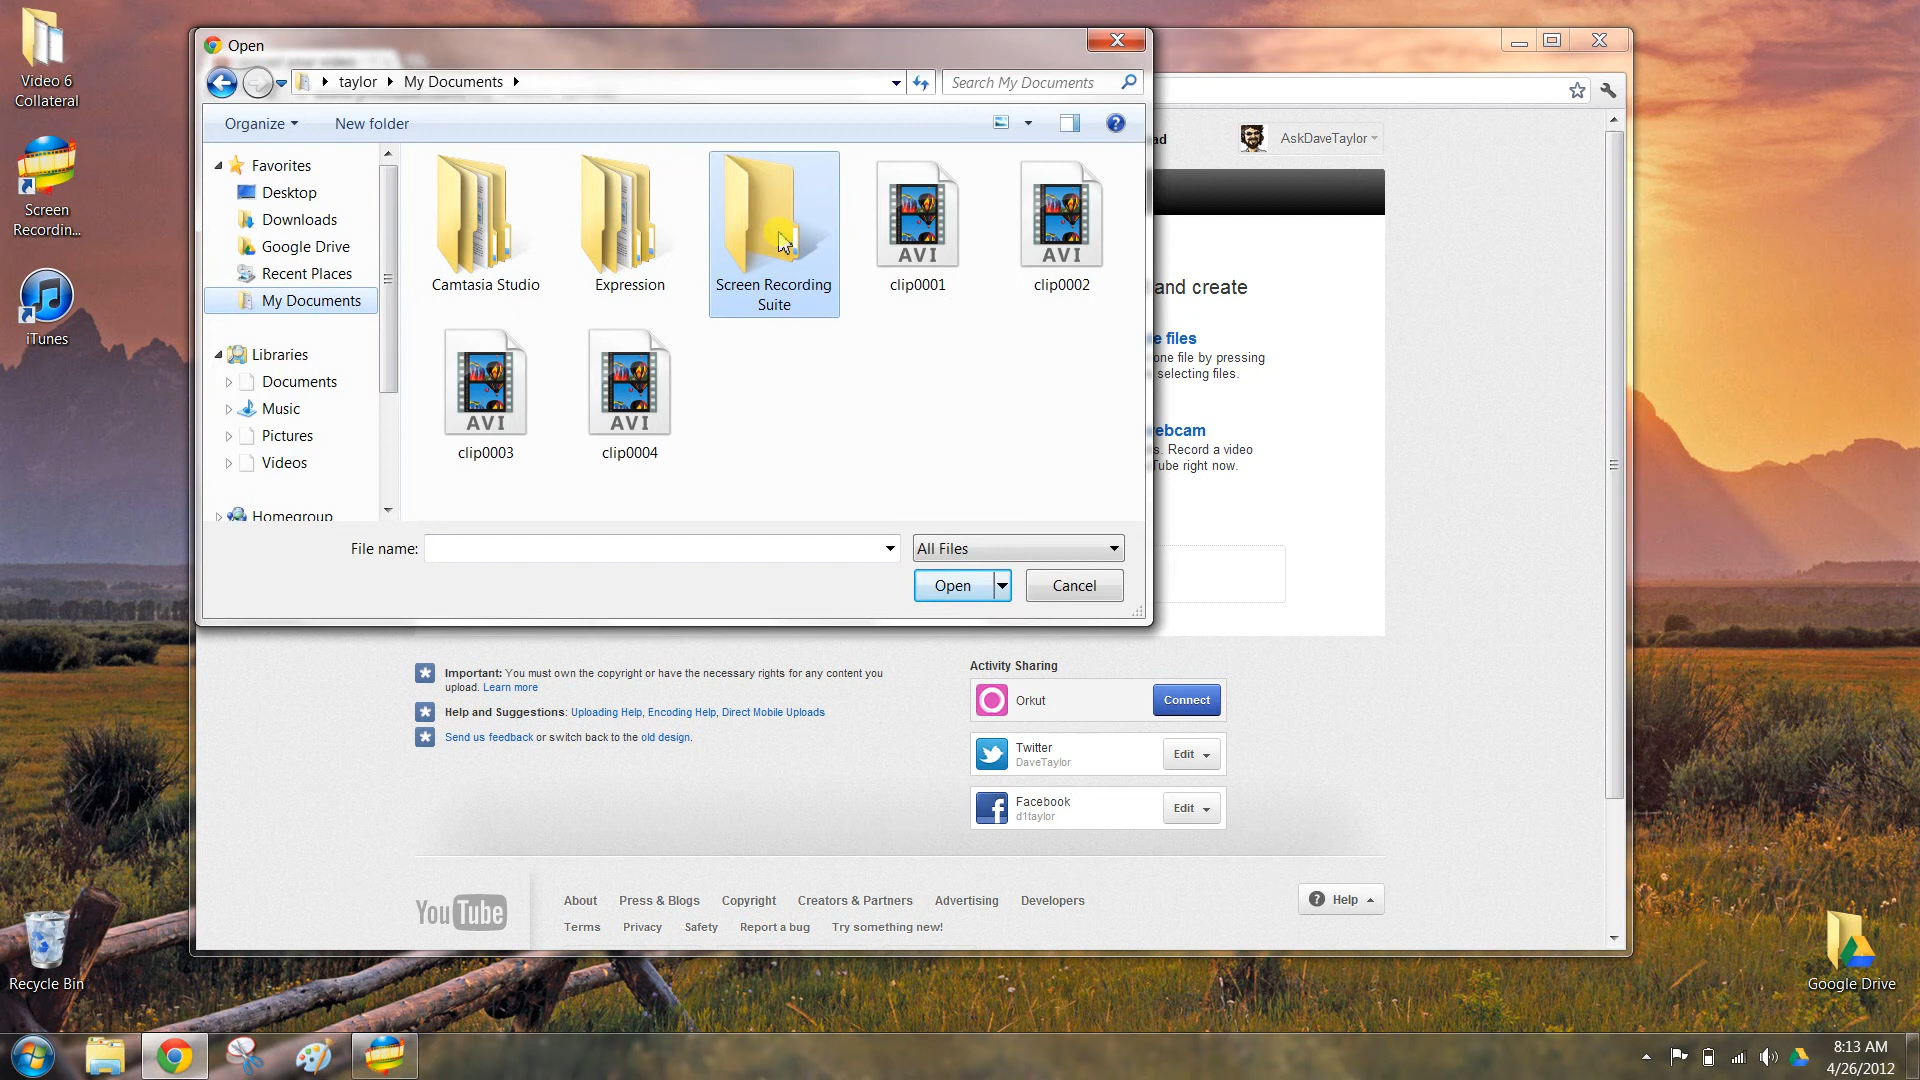 Video 6
Collateral
Screen
Recordin...
iTunes
Recycle Bin
Google Drive
Open
taylor
My Documents
Search My Documents
Organize
New folder
Favorites
Desktop
Downloads
Google Drive
Recent Places
My Documents
Libraries
Documents
Music
Pictures
Videos
Homegroup
Camtasia Studio
Expression
Screen Recording
Suite
AVI
clip0001
AVI
clip0002
AVI
clip0003
AVI
clip0004
File name:
All Files
Open
Cancel
ad
AskDaveTaylor
and create
e files
one file by pressing
selecting files.
ebcam
s. Record a video
Tube right now.
Important: You must own the copyright or have the necessary rights for any content you
upload. Learn more
Help and Suggestions: Uploading Help, Encoding Help, Direct Mobile Uploads
Send us feedback or switch back to the old design.
Activity Sharing
Orkut
Connect
Twitter
DaveTaylor
Edit
Facebook
d1taylor
Edit
YouTube
About Press & Blogs Copyright Creators & Partners Advertising Developers
Terms Privacy Safety Report a bug Try something new!
Help
8:13 AM
4/26/2012